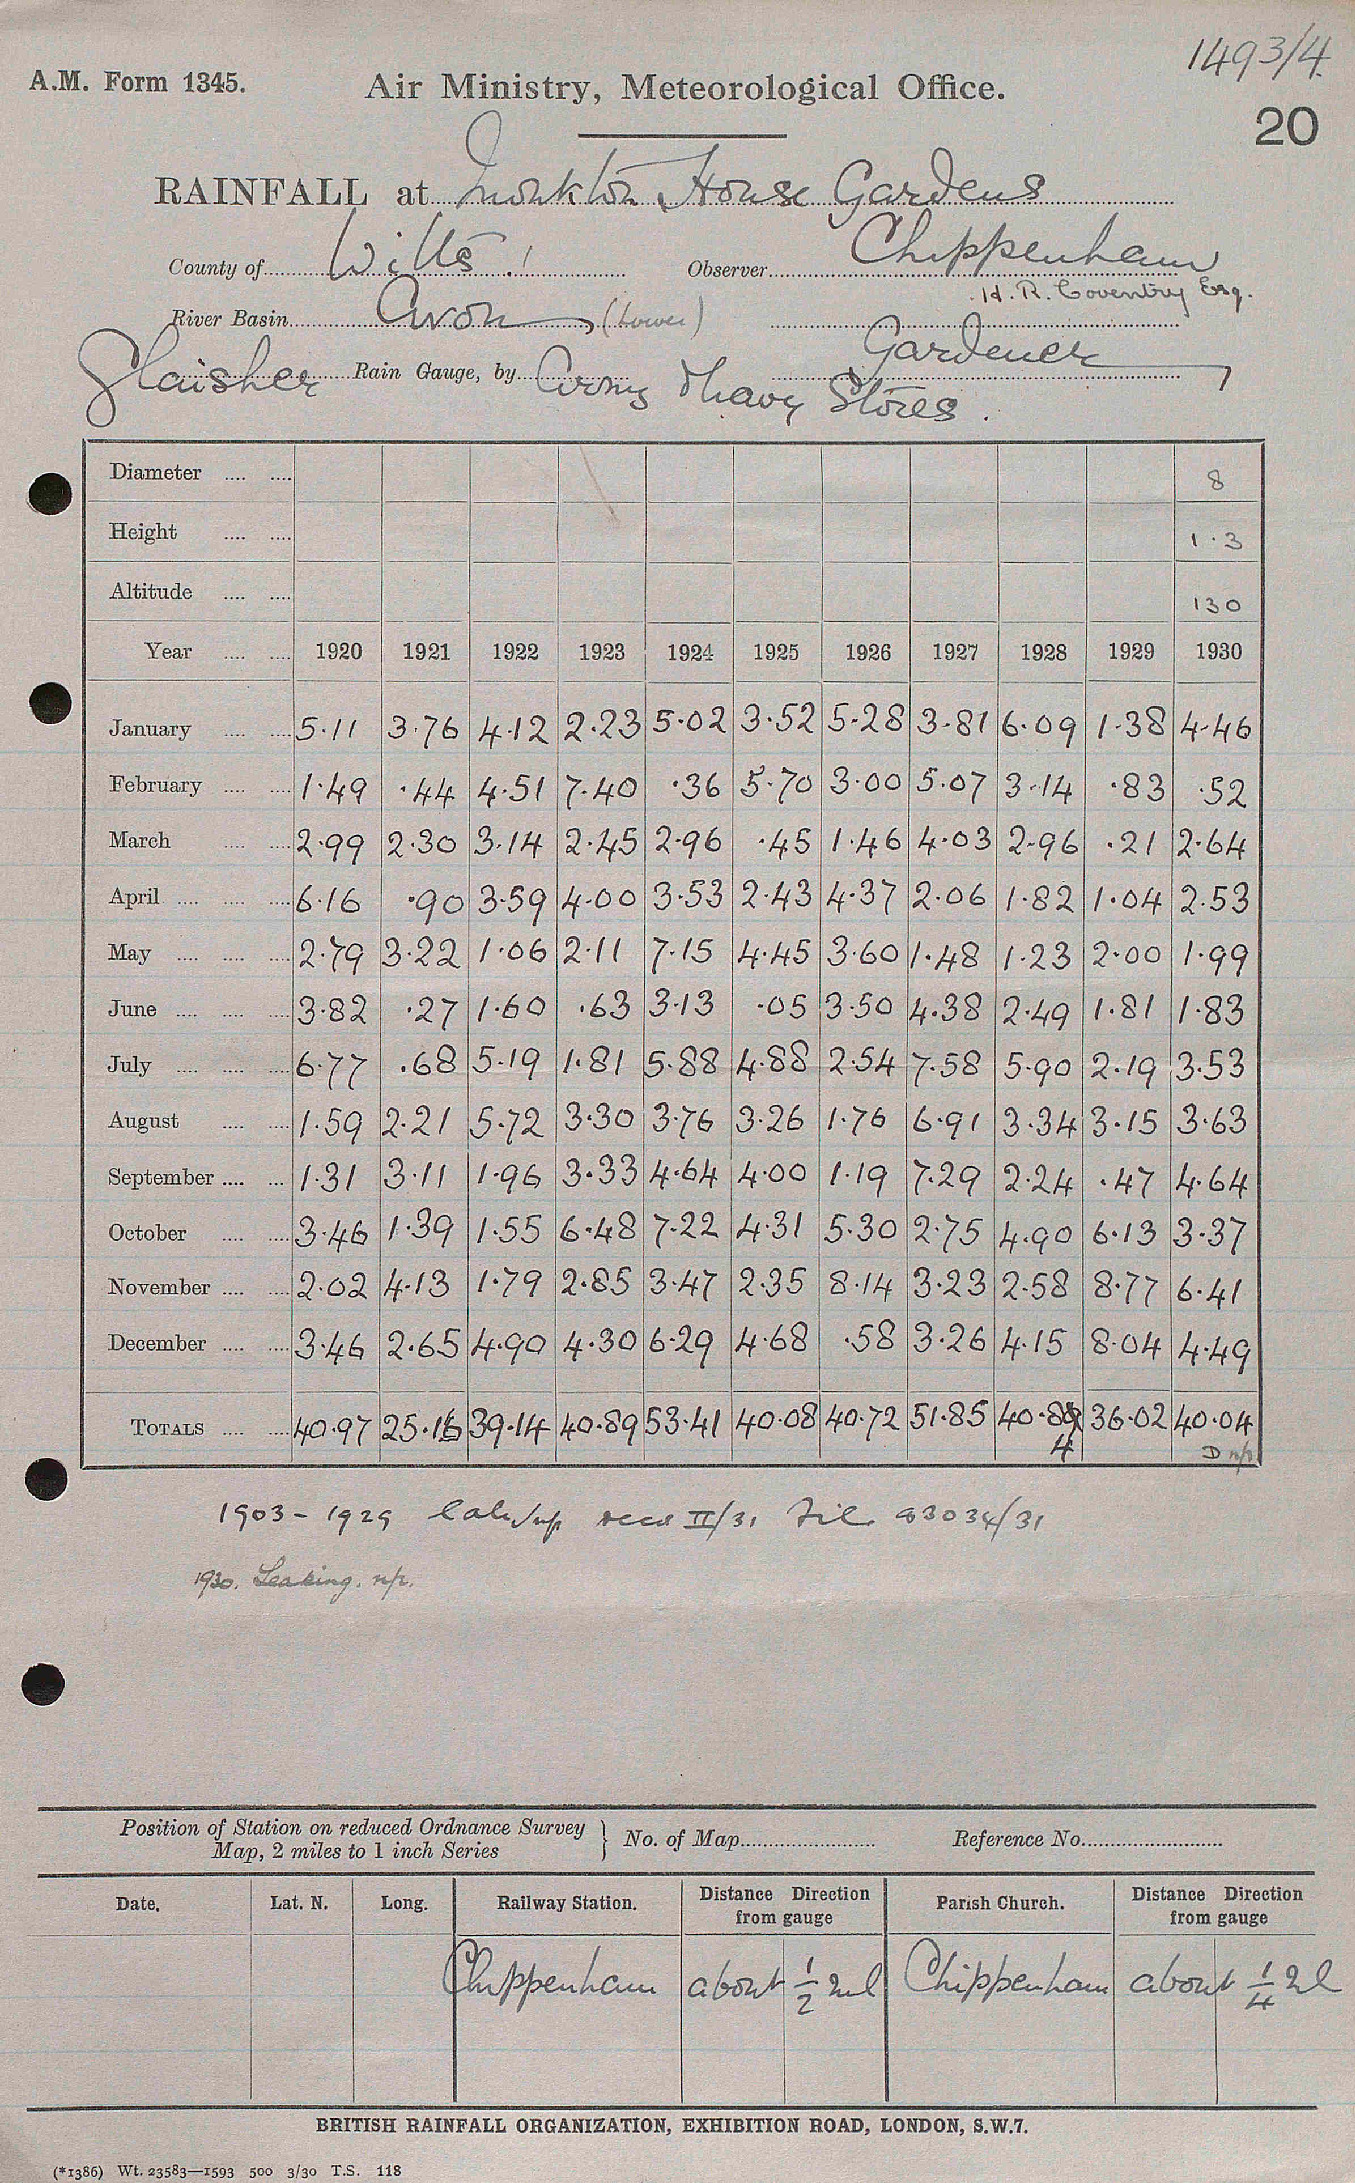 1493/4
A.M. Form 1345. Air Ministry, Meteorological Office.
20
RAINFALL at Monkton House Gardens
County of Wilts. Observer Chippenham
H. R. Coventry Esq.
River Basin Avon (Lower)
Gardener
Glaisher Rain Gauge, by Army & Navy Stores.
Diameter 8
Height 1.3
Altitude 130
Year 1920 1921 1922 1923 1924 1925 1926 1927 1928 1929 1930
January 5.11 3.76 4.12 2.23 5.02 3.52 5.28 3.81 6.09 1.38 4.46
February 1.49 .44 4.51 7.40 .36 5.70 3.00 5.07 3.14 .83 .52
March 2.99 2.30 3.14 2.45 2.96 .45 1.46 4.03 2.96 .21 2.64
April 6.16 .90 3.59 4.00 3.53 2.43 4.37 2.06 1.82 1.04 2.53
May 2.79 3.22 1.06 2.11 7.15 4.45 3.60 1.48 1.23 2.00 1.99
June 3.82 .27 1.60 .63 3.13 .05 3.50 4.38 2.49 1.81 1.83
July 6.77 .68 5.19 1.81 5.88 4.88 2.54 7.58 5.90 2.19 3.53
August 1.59 2.21 5.72 3.30 3.76 3.26 1.76 6.91 3.34 3.15 3.63
September 1.31 3.11 1.96 3.33 4.64 4.00 1.19 7.29 2.24 .47 4.64
October 3.46 1.39 1.55 6.48 7.22 4.31 5.30 2.75 4.90 6.13 3.37
November 2.02 4.13 1.79 2.85 3.47 2.35 8.14 3.23 2.58 8.77 6.41
December 3.46 2.65 4.90 4.30 6.29 4.68 .58 3.26 4.15 8.04 4.49
TOTALS 40.97 25.16 39.14 40.89 53.41 40.08 40.72 51.85 40.84 36.02 40.04
D n/p
1903 - 1929 recd II/31 File 83034/31
1930. Leaking. n/p.
Position of Station on reduced Ordnance Survey Map, 2 miles to 1 inch Series } No. of Map Reference No.
Date. Lat. N. Long. Railway Station. Distance Direction from gauge Parish Church. Distance Direction from gauge
Chippenham about 1/2 ml Chippenham about 1/4 ml
BRITISH RAINFALL ORGANIZATION, EXHIBITION ROAD, LONDON, S.W.7.
(*1386) Wt. 23583—1593 500 3/30 T.S. 118